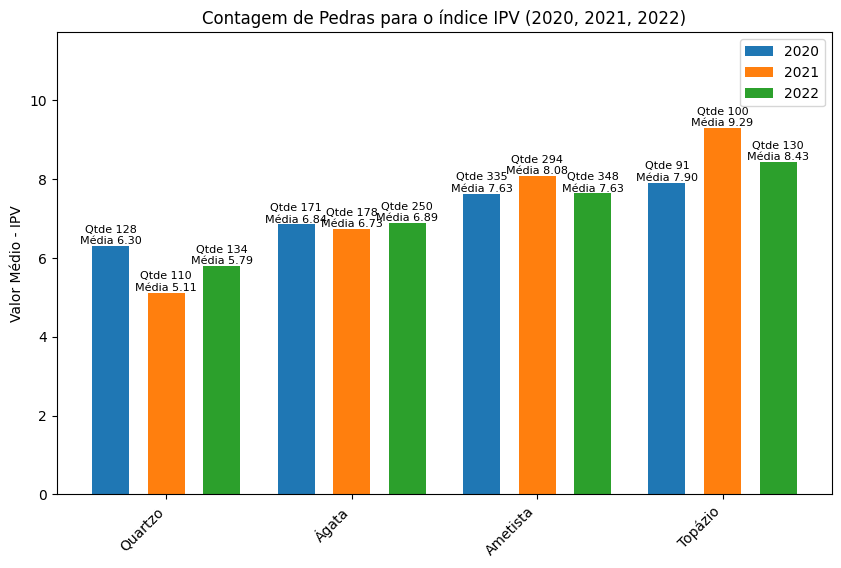 Contagem de Pedras para o índice IPV (2020, 2021, 2022)
2020
2021
2022
Valor Médio - IPV
10
8
6
4
2
0
Qtde 128
Média 6.30
Qtde 110
Média 5.11
Qtde 134
Média 5.79
Qtde 171
Média 6.84
Qtde 178
Média 6.73
Qtde 250
Média 6.89
Qtde 335
Média 7.63
Qtde 294
Média 8.08
Qtde 348
Média 7.63
Qtde 91
Média 7.90
Qtde 100
Média 9.29
Qtde 130
Média 8.43
Quartzo
Ágata
Ametista
Topázio